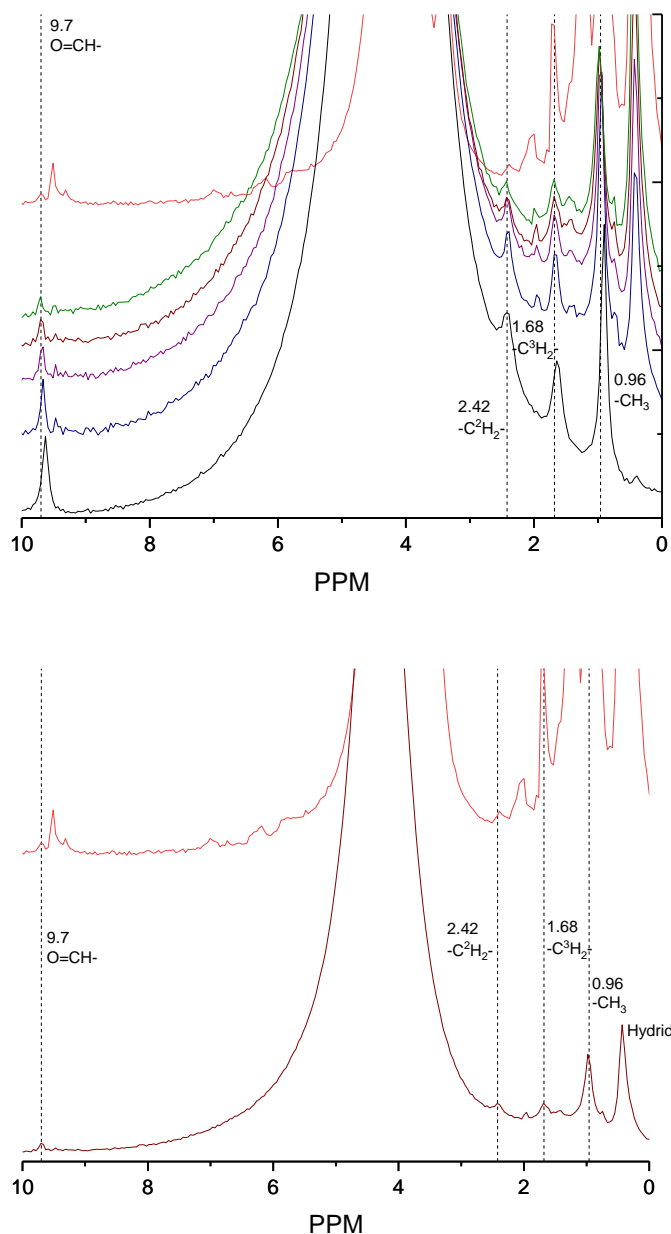 9.7
O=CH-
1.68
-C³H₂-
0.96
-CH₃
2.42
-C²H₂-
10 8 6 4 2 0
PPM
9.7
O=CH-
2.42
-C²H₂-
1.68
-C³H₂-
0.96
-CH₃
Hydrid
10 8 6 4 2 0
PPM